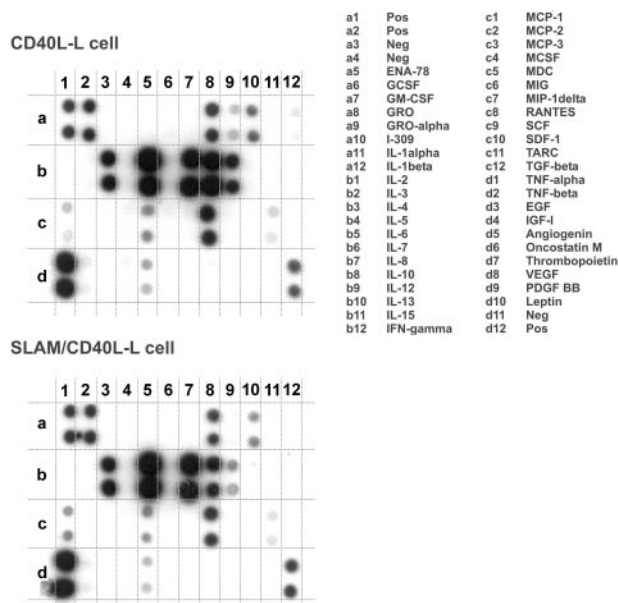 CD40L-L cell
1 2 3 4 5 6 7 8 9 10 11 12
a
b
c
d
SLAM/CD40L-L cell
1 2 3 4 5 6 7 8 9 10 11 12
a
b
c
d
a1 Pos c1 MCP-1
a2 Pos c2 MCP-2
a3 Neg c3 MCP-3
a4 Neg c4 MCSF
a5 ENA-78 c5 MDC
a6 GCSF c6 MIG
a7 GM-CSF c7 MIP-1delta
a8 GRO c8 RANTES
a9 GRO-alpha c9 SCF
a10 I-309 c10 SDF-1
a11 IL-1alpha c11 TARC
a12 IL-1beta c12 TGF-beta
b1 IL-2 d1 TNF-alpha
b2 IL-3 d2 TNF-beta
b3 IL-4 d3 EGF
b4 IL-5 d4 IGF-I
b5 IL-6 d5 Angiogenin
b6 IL-7 d6 Oncostatin M
b7 IL-8 d7 Thrombopoietin
b8 IL-10 d8 VEGF
b9 IL-12 d9 PDGF BB
b10 IL-13 d10 Leptin
b11 IL-15 d11 Neg
b12 IFN-gamma d12 Pos